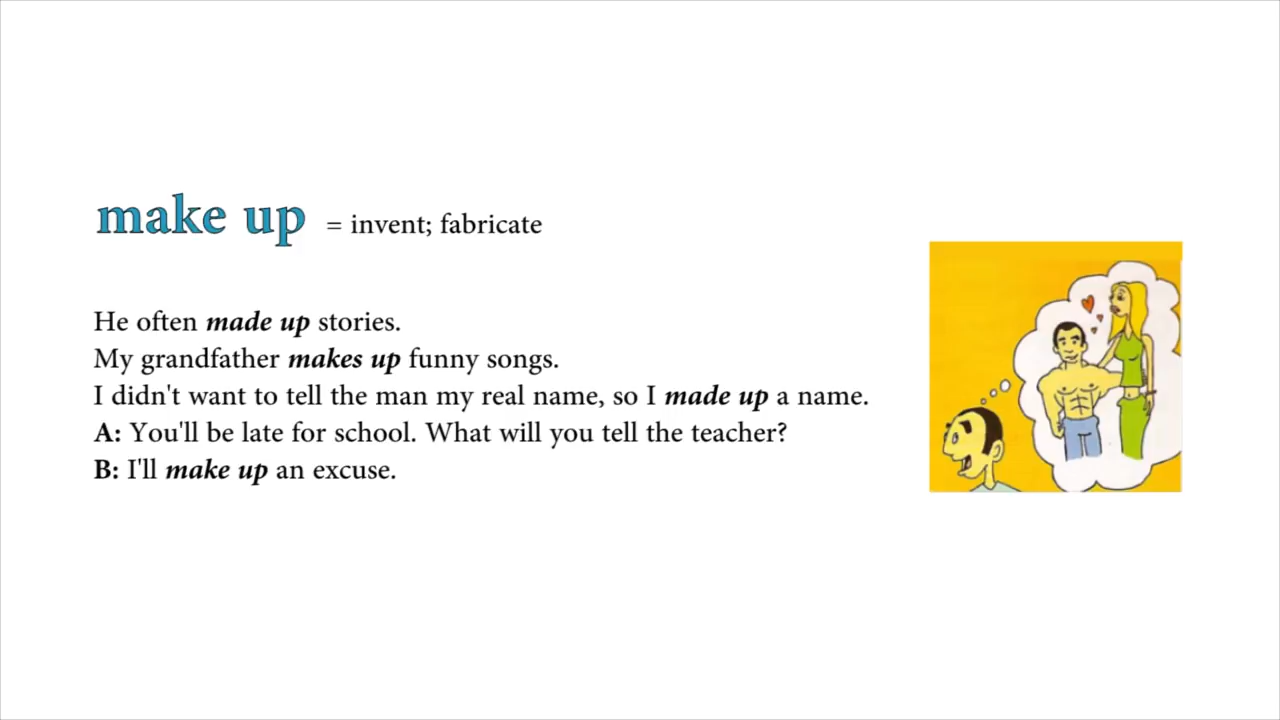 make up = invent; fabricate
He often made up stories.
My grandfather makes up funny songs.
I didn't want to tell the man my real name, so I made up a name.
A: You'll be late for school. What will you tell the teacher?
B: I'll make up an excuse.